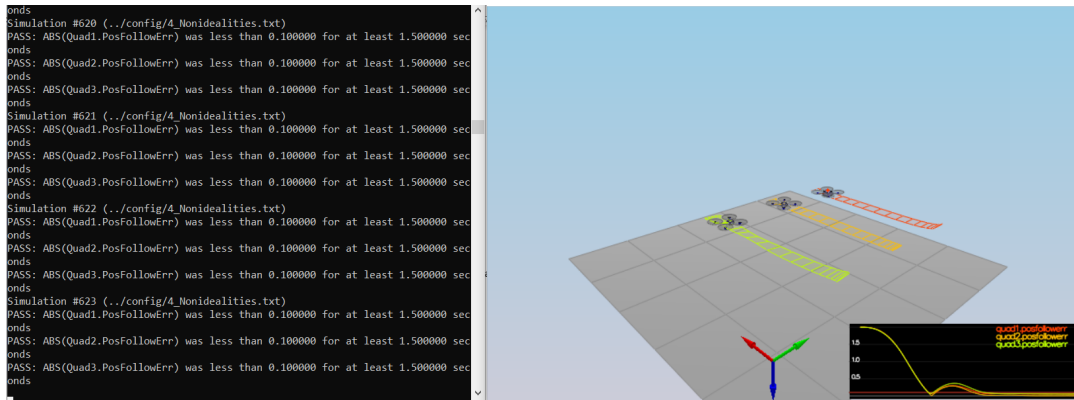 onds
Simulation #620 (../config/4_Nonidealities.txt)
PASS: ABS(Quad1.PosFollowErr) was less than 0.100000 for at least 1.500000 sec
onds
PASS: ABS(Quad2.PosFollowErr) was less than 0.100000 for at least 1.500000 sec
onds
PASS: ABS(Quad3.PosFollowErr) was less than 0.100000 for at least 1.500000 sec
onds
Simulation #621 (../config/4_Nonidealities.txt)
PASS: ABS(Quad1.PosFollowErr) was less than 0.100000 for at least 1.500000 sec
onds
PASS: ABS(Quad2.PosFollowErr) was less than 0.100000 for at least 1.500000 sec
onds
PASS: ABS(Quad3.PosFollowErr) was less than 0.100000 for at least 1.500000 sec
onds
Simulation #622 (../config/4_Nonidealities.txt)
PASS: ABS(Quad1.PosFollowErr) was less than 0.100000 for at least 1.500000 sec
onds
PASS: ABS(Quad2.PosFollowErr) was less than 0.100000 for at least 1.500000 sec
onds
PASS: ABS(Quad3.PosFollowErr) was less than 0.100000 for at least 1.500000 sec
onds
Simulation #623 (../config/4_Nonidealities.txt)
PASS: ABS(Quad1.PosFollowErr) was less than 0.100000 for at least 1.500000 sec
onds
PASS: ABS(Quad2.PosFollowErr) was less than 0.100000 for at least 1.500000 sec
onds
PASS: ABS(Quad3.PosFollowErr) was less than 0.100000 for at least 1.500000 sec
onds
quad1.posfollowerr
quad2.posfollowerr
quad3.posfollowerr
1.5
1.0
0.5